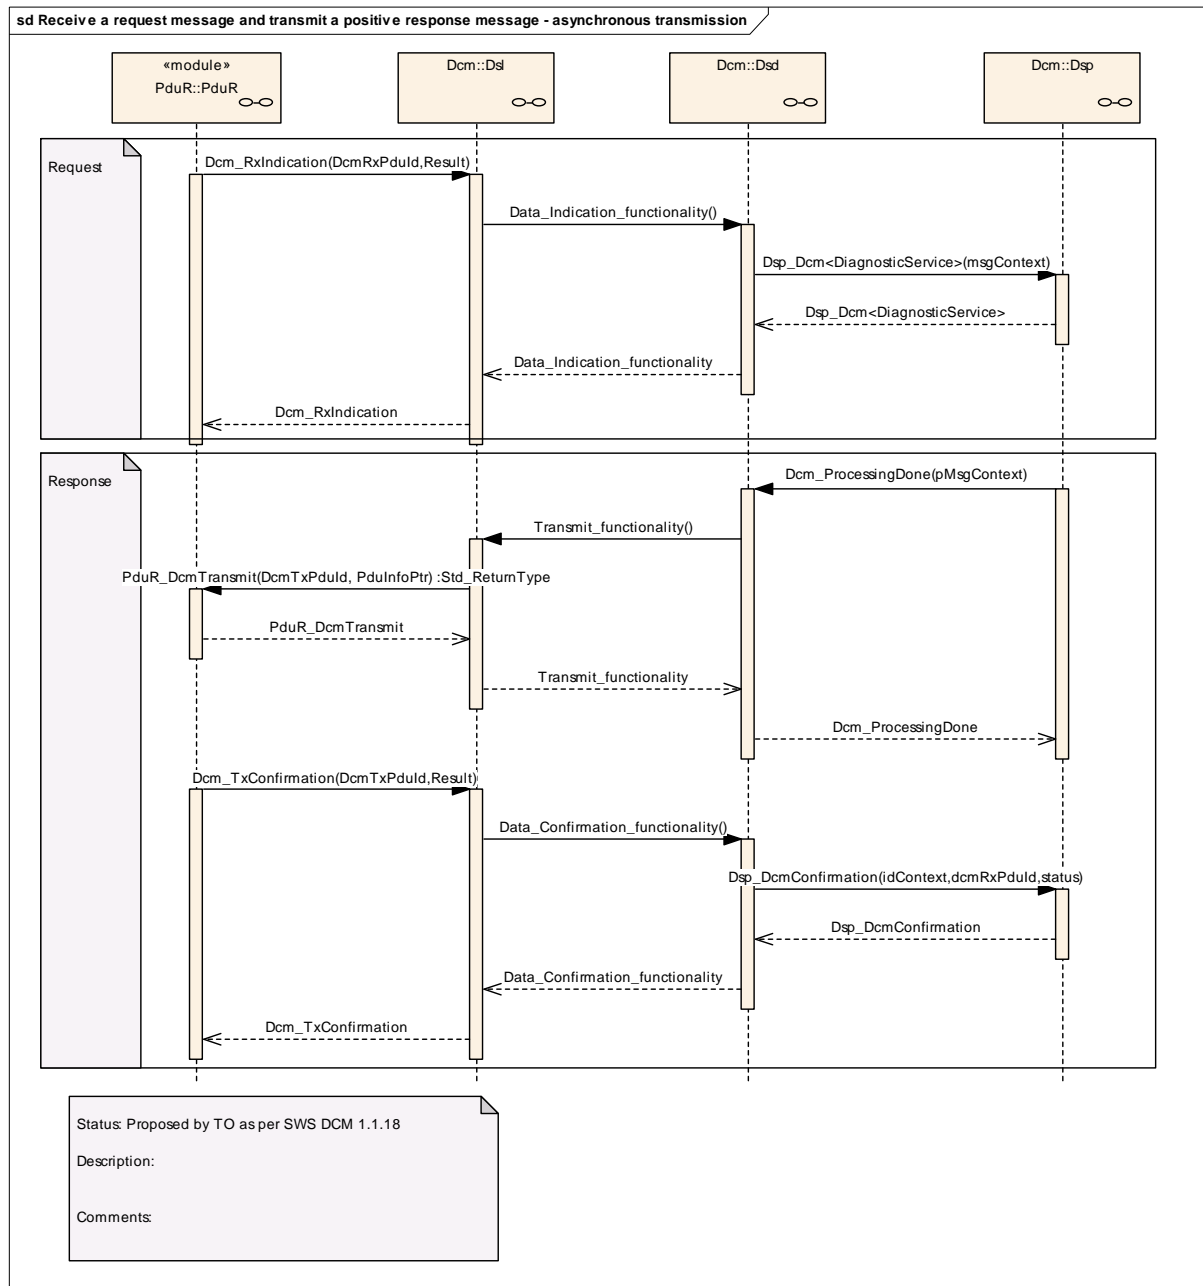 sd Receive a request message and transmit a positive response message - asynchronous transmission
«module»
PduR::PduR
Dcm::Dsl
Dcm::Dsd
Dcm::Dsp
Request
Dcm_RxIndication(DcmRxPduId,Result)
Data_Indication_functionality()
Dsp_Dcm<DiagnosticService>(msgContext)
Dsp_Dcm<DiagnosticService>
Data_Indication_functionality
Dcm_RxIndication
Response
Dcm_ProcessingDone(pMsgContext)
Transmit_functionality()
PduR_DcmTransmit(DcmTxPduId, PduInfoPtr) :Std_ReturnType
PduR_DcmTransmit
Transmit_functionality
Dcm_ProcessingDone
Dcm_TxConfirmation(DcmTxPduId,Result)
Data_Confirmation_functionality()
Dsp_DcmConfirmation(idContext,dcmRxPduId,status)
Dsp_DcmConfirmation
Data_Confirmation_functionality
Dcm_TxConfirmation
Status: Proposed by TO as per SWS DCM 1.1.18
Description:
Comments: